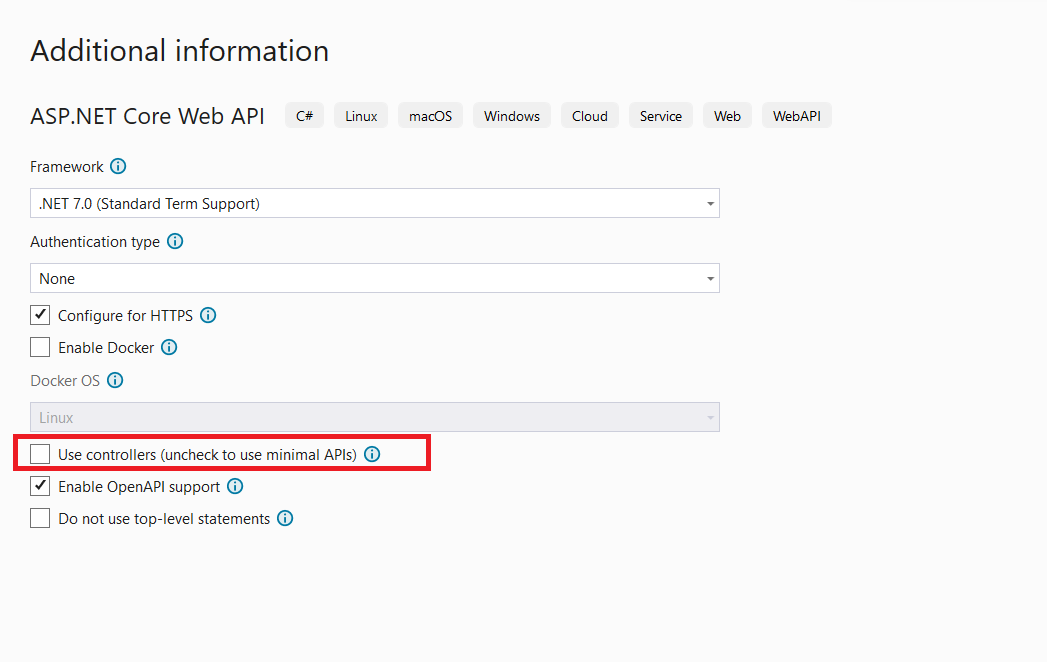 Additional information
ASP.NET Core Web API C# Linux macOS Windows Cloud Service Web WebAPI
Framework
.NET 7.0 (Standard Term Support)
Authentication type
None
Configure for HTTPS
Enable Docker
Docker OS
Linux
Use controllers (uncheck to use minimal APIs)
Enable OpenAPI support
Do not use top-level statements